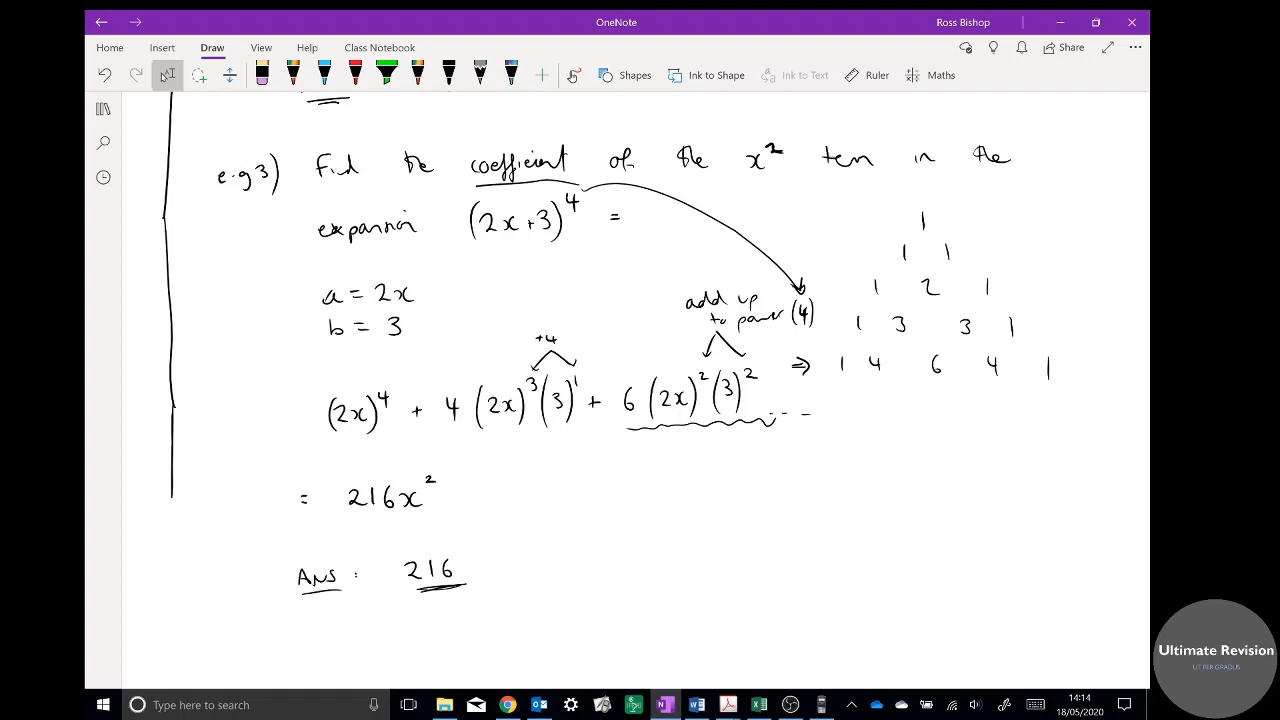 OneNote
Ross Bishop
Home Insert Draw View Help Class Notebook
Share
Shapes Ink to Shape Ink to Text Ruler Maths
e.g 3) Find the coefficient of the x² term in the
expansion (2x+3)⁴ =
1
1 1
1 2 1
1 3 3 1
a = 2x
b = 3
add up
to power (4)
+4
⇒ 1 4 6 4 1
(2x)⁴ + 4 (2x)³(3)¹ + 6 (2x)²(3)² ...
= 216x²
ANS : 216
Ultimate Revision
UT PER GRADUS
Type here to search
14:14
18/05/2020